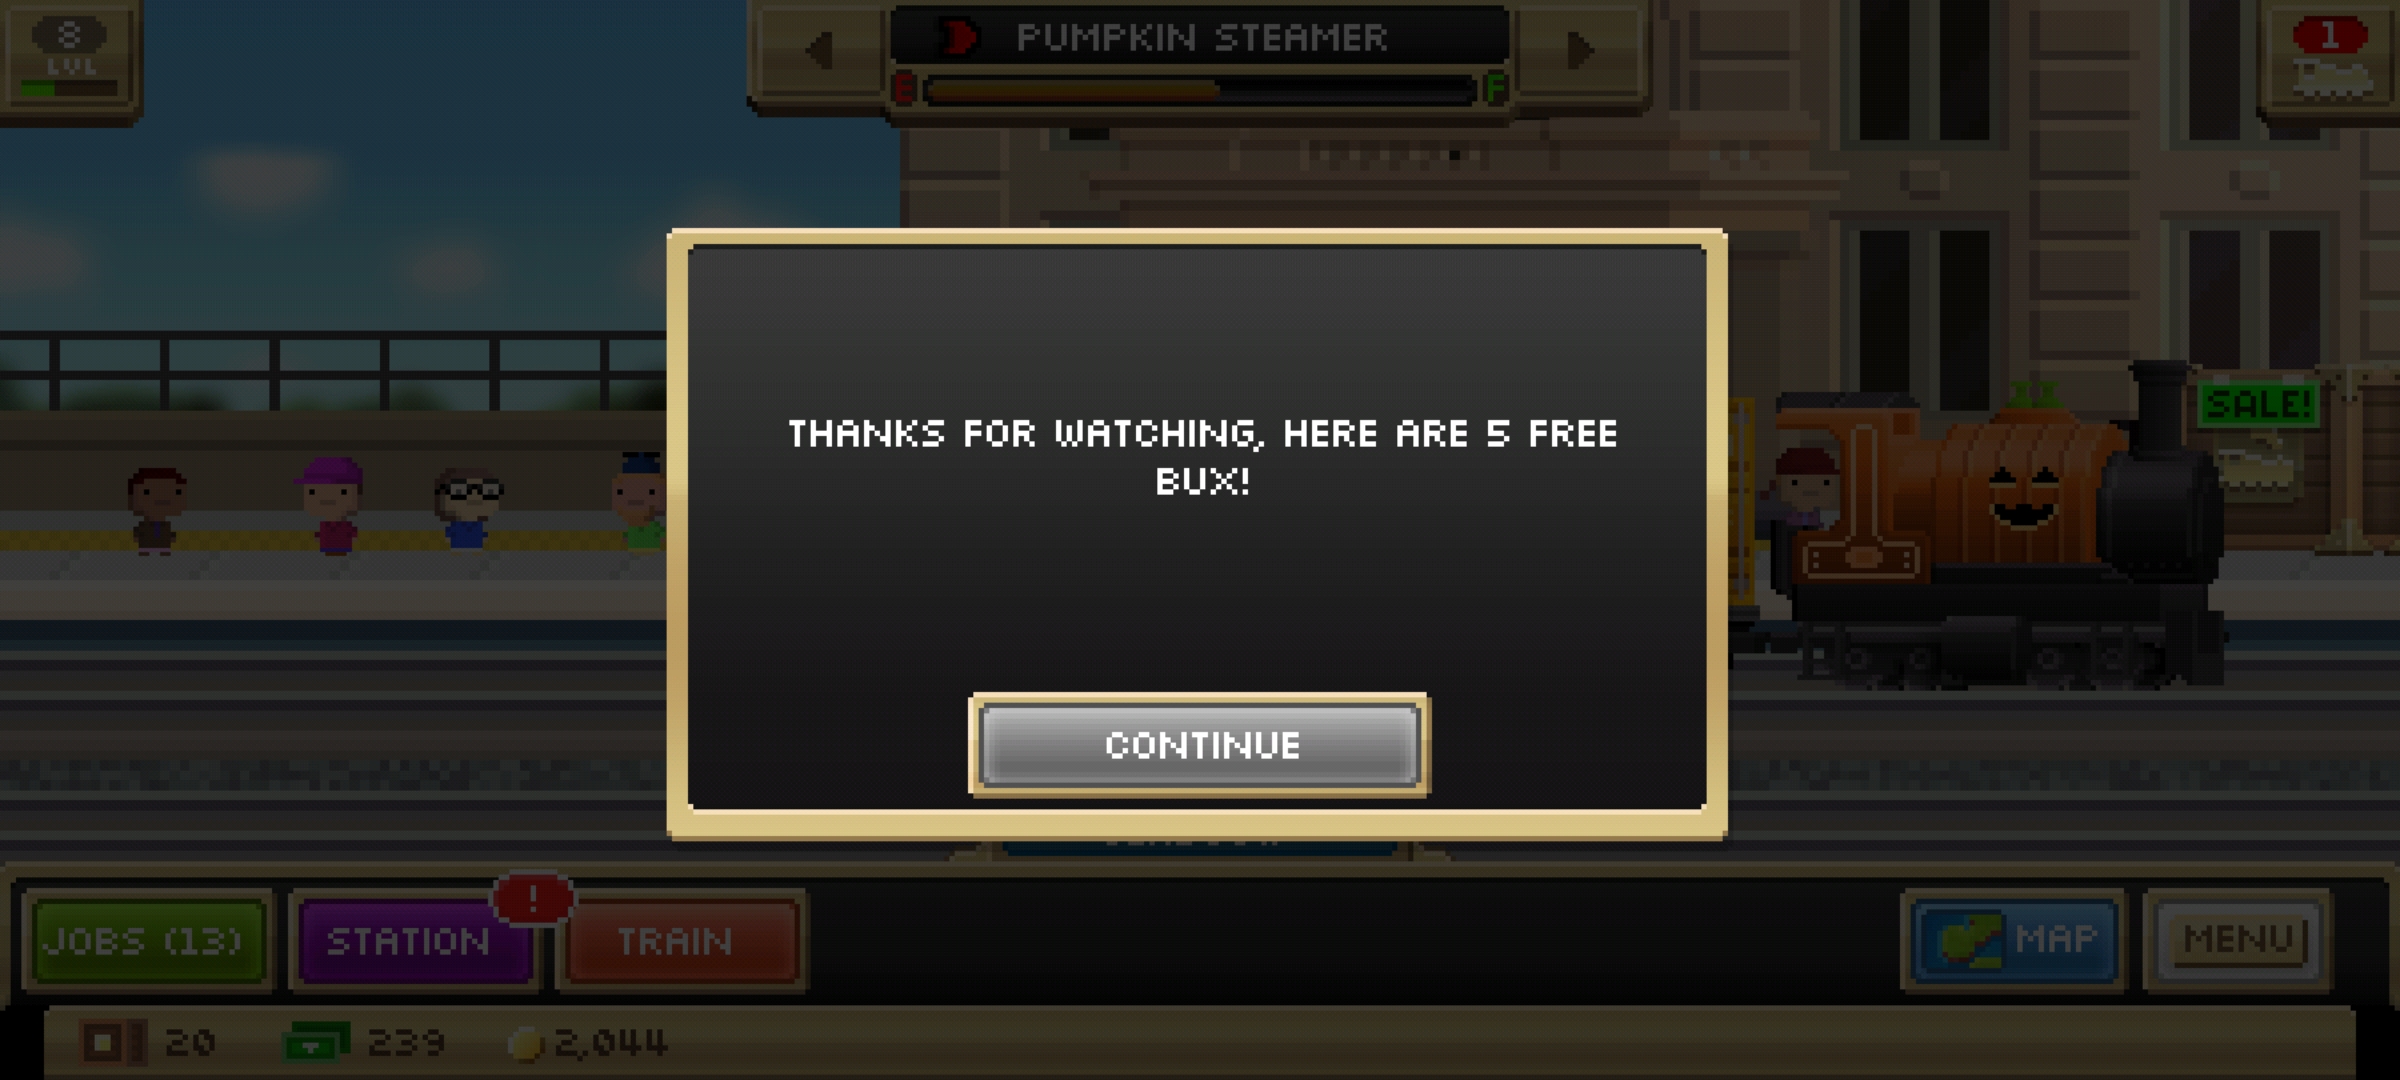 8
LVL
PUMPKIN STEAMER
E
F
1
SALE!
THANKS FOR WATCHING, HERE ARE 5 FREE
BUX!
CONTINUE
JOBS (13)
STATION
!
TRAIN
MAP
MENU
20
239
2,044